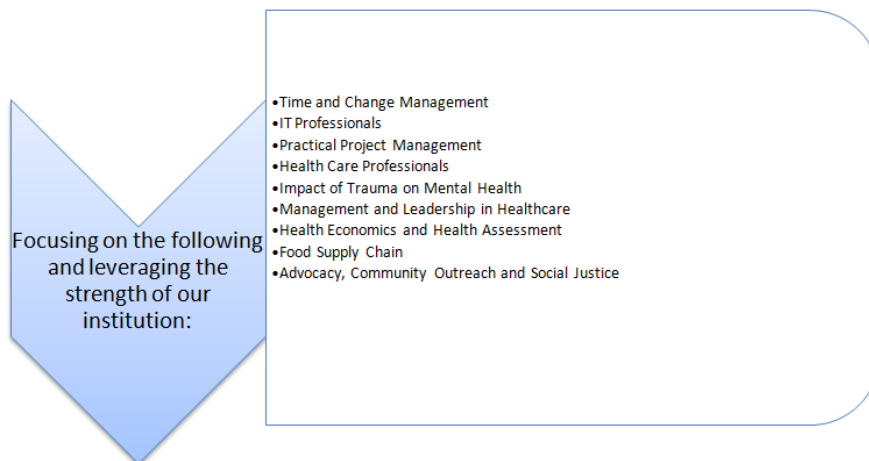 Focusing on the following
and leveraging the
strength of our
institution:
•Time and Change Management
•IT Professionals
•Practical Project Management
•Health Care Professionals
•Impact of Trauma on Mental Health
•Management and Leadership in Healthcare
•Health Economics and Health Assessment
•Food Supply Chain
•Advocacy, Community Outreach and Social Justice